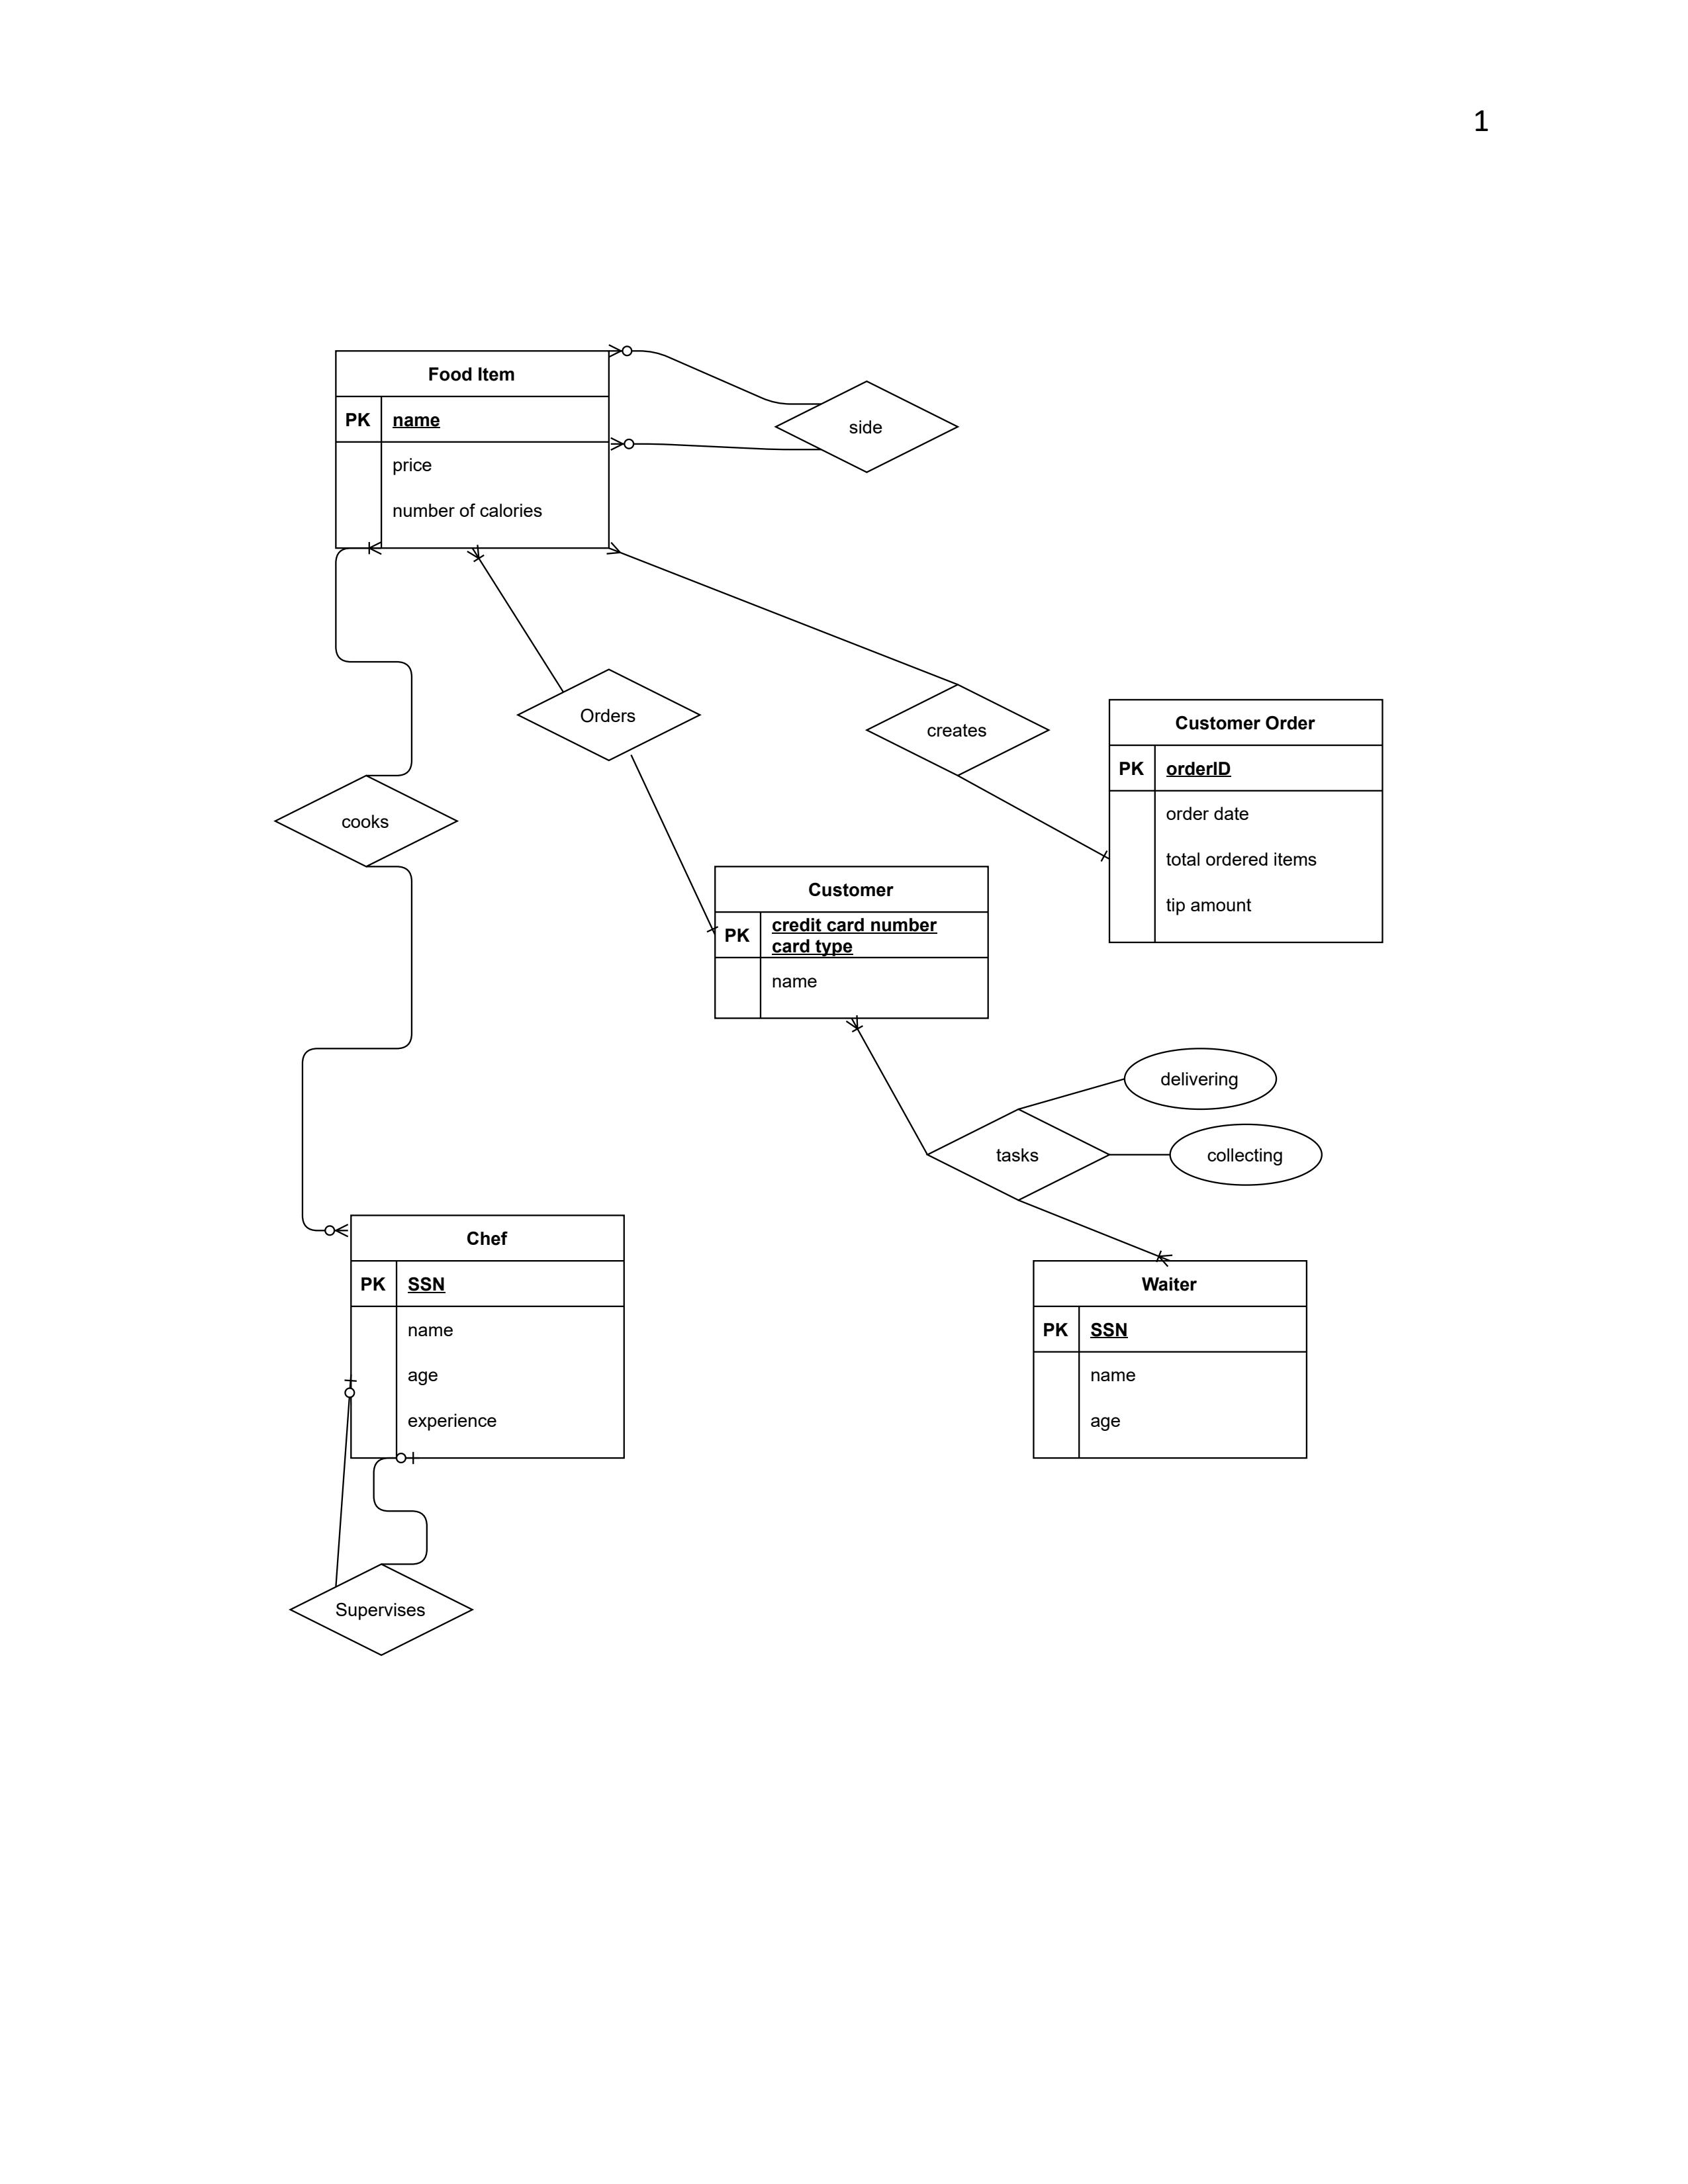 1
Food Item
PK name
price
number of calories
side
Orders
creates
Customer Order
PK orderID
order date
total ordered items
tip amount
cooks
Customer
PK credit card number
card type
name
delivering
tasks
collecting
Chef
PK SSN
name
age
experience
Waiter
PK SSN
name
age
Supervises